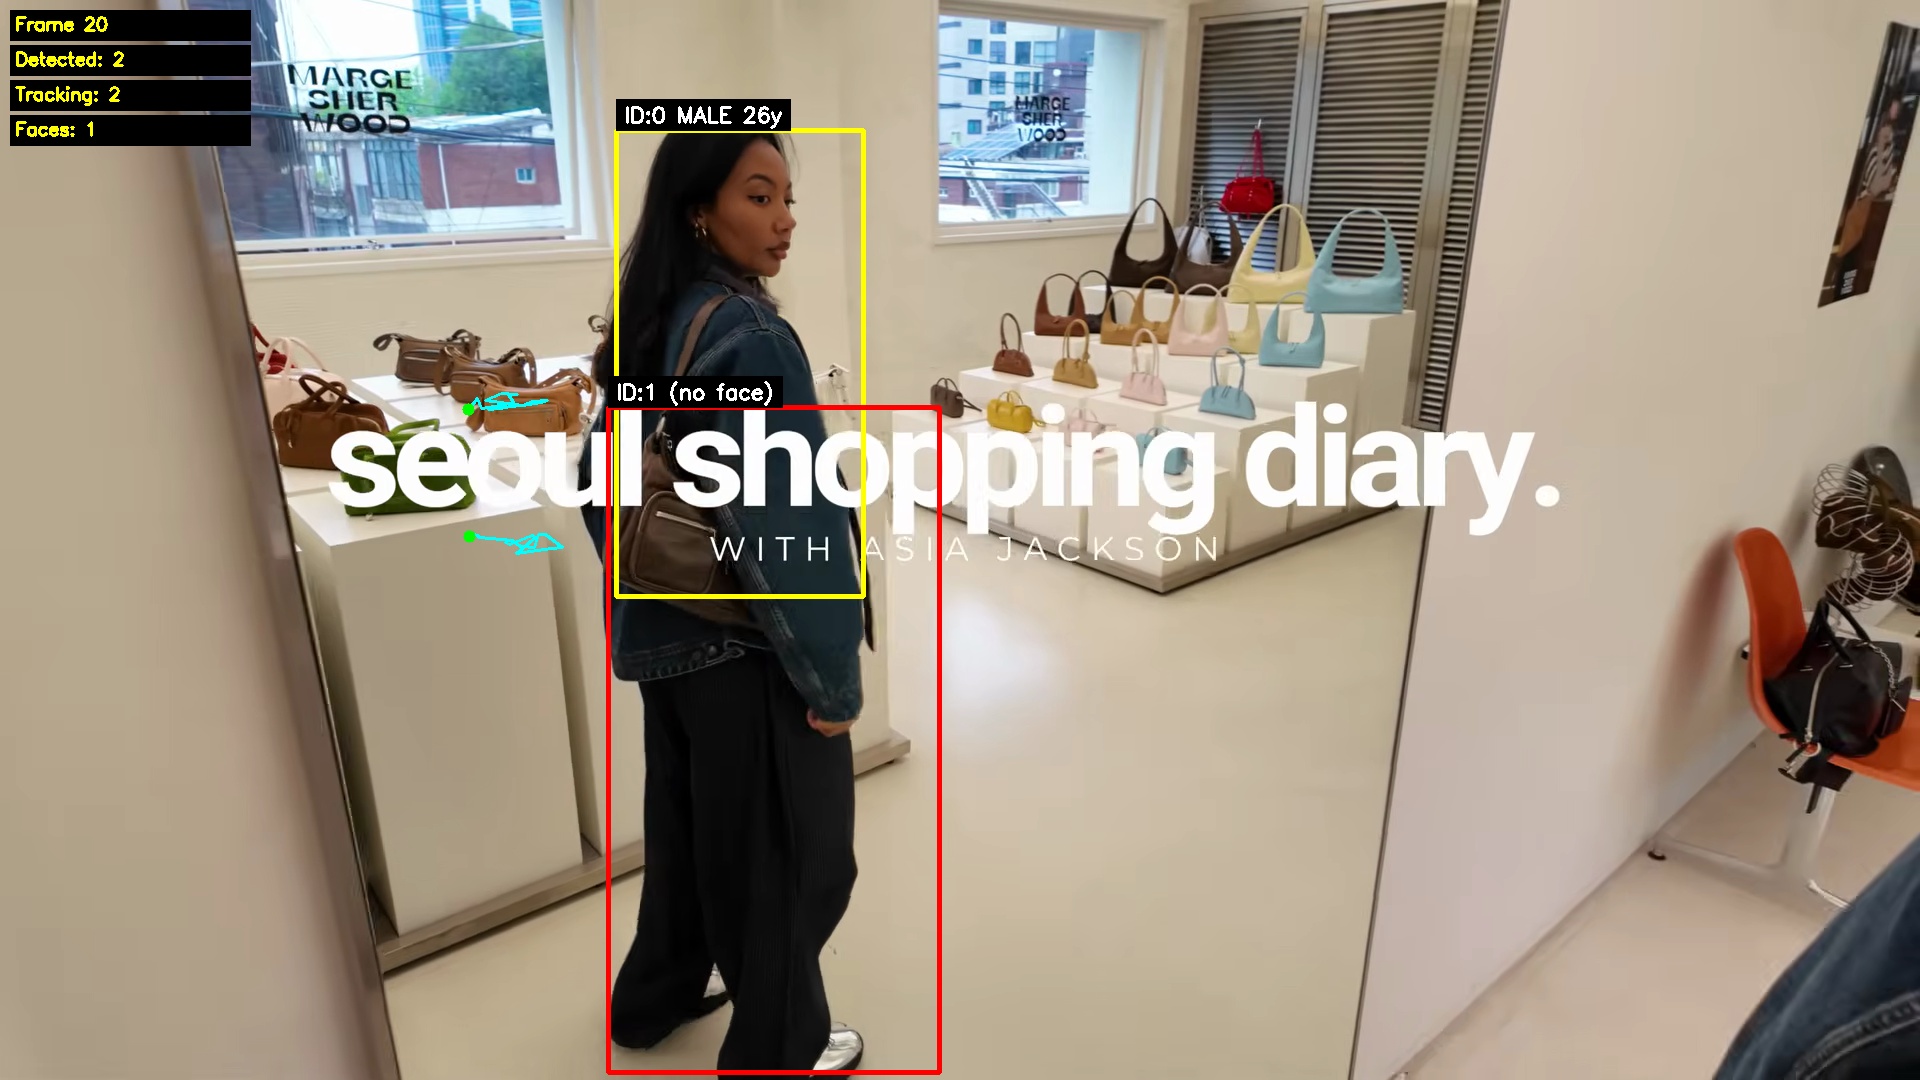 Frame 20
Detected: 2
Tracking: 2
Faces: 1
MARGE
SHER
WOOD
ID:0 MALE 26y
MARGE
SHER
WOOD
ID:1 (no face)
seoul shopping diary.
WITH ASIA JACKSON